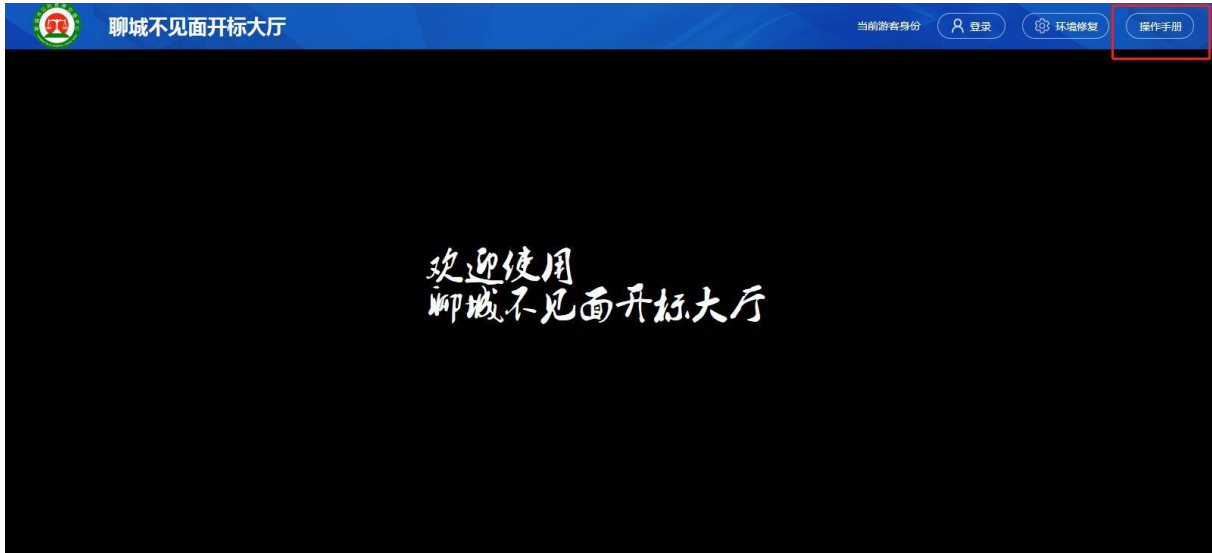 聊城不见面开标大厅
当前游客身份
登录
环境修复
操作手册
欢迎使用
聊城不见面开标大厅